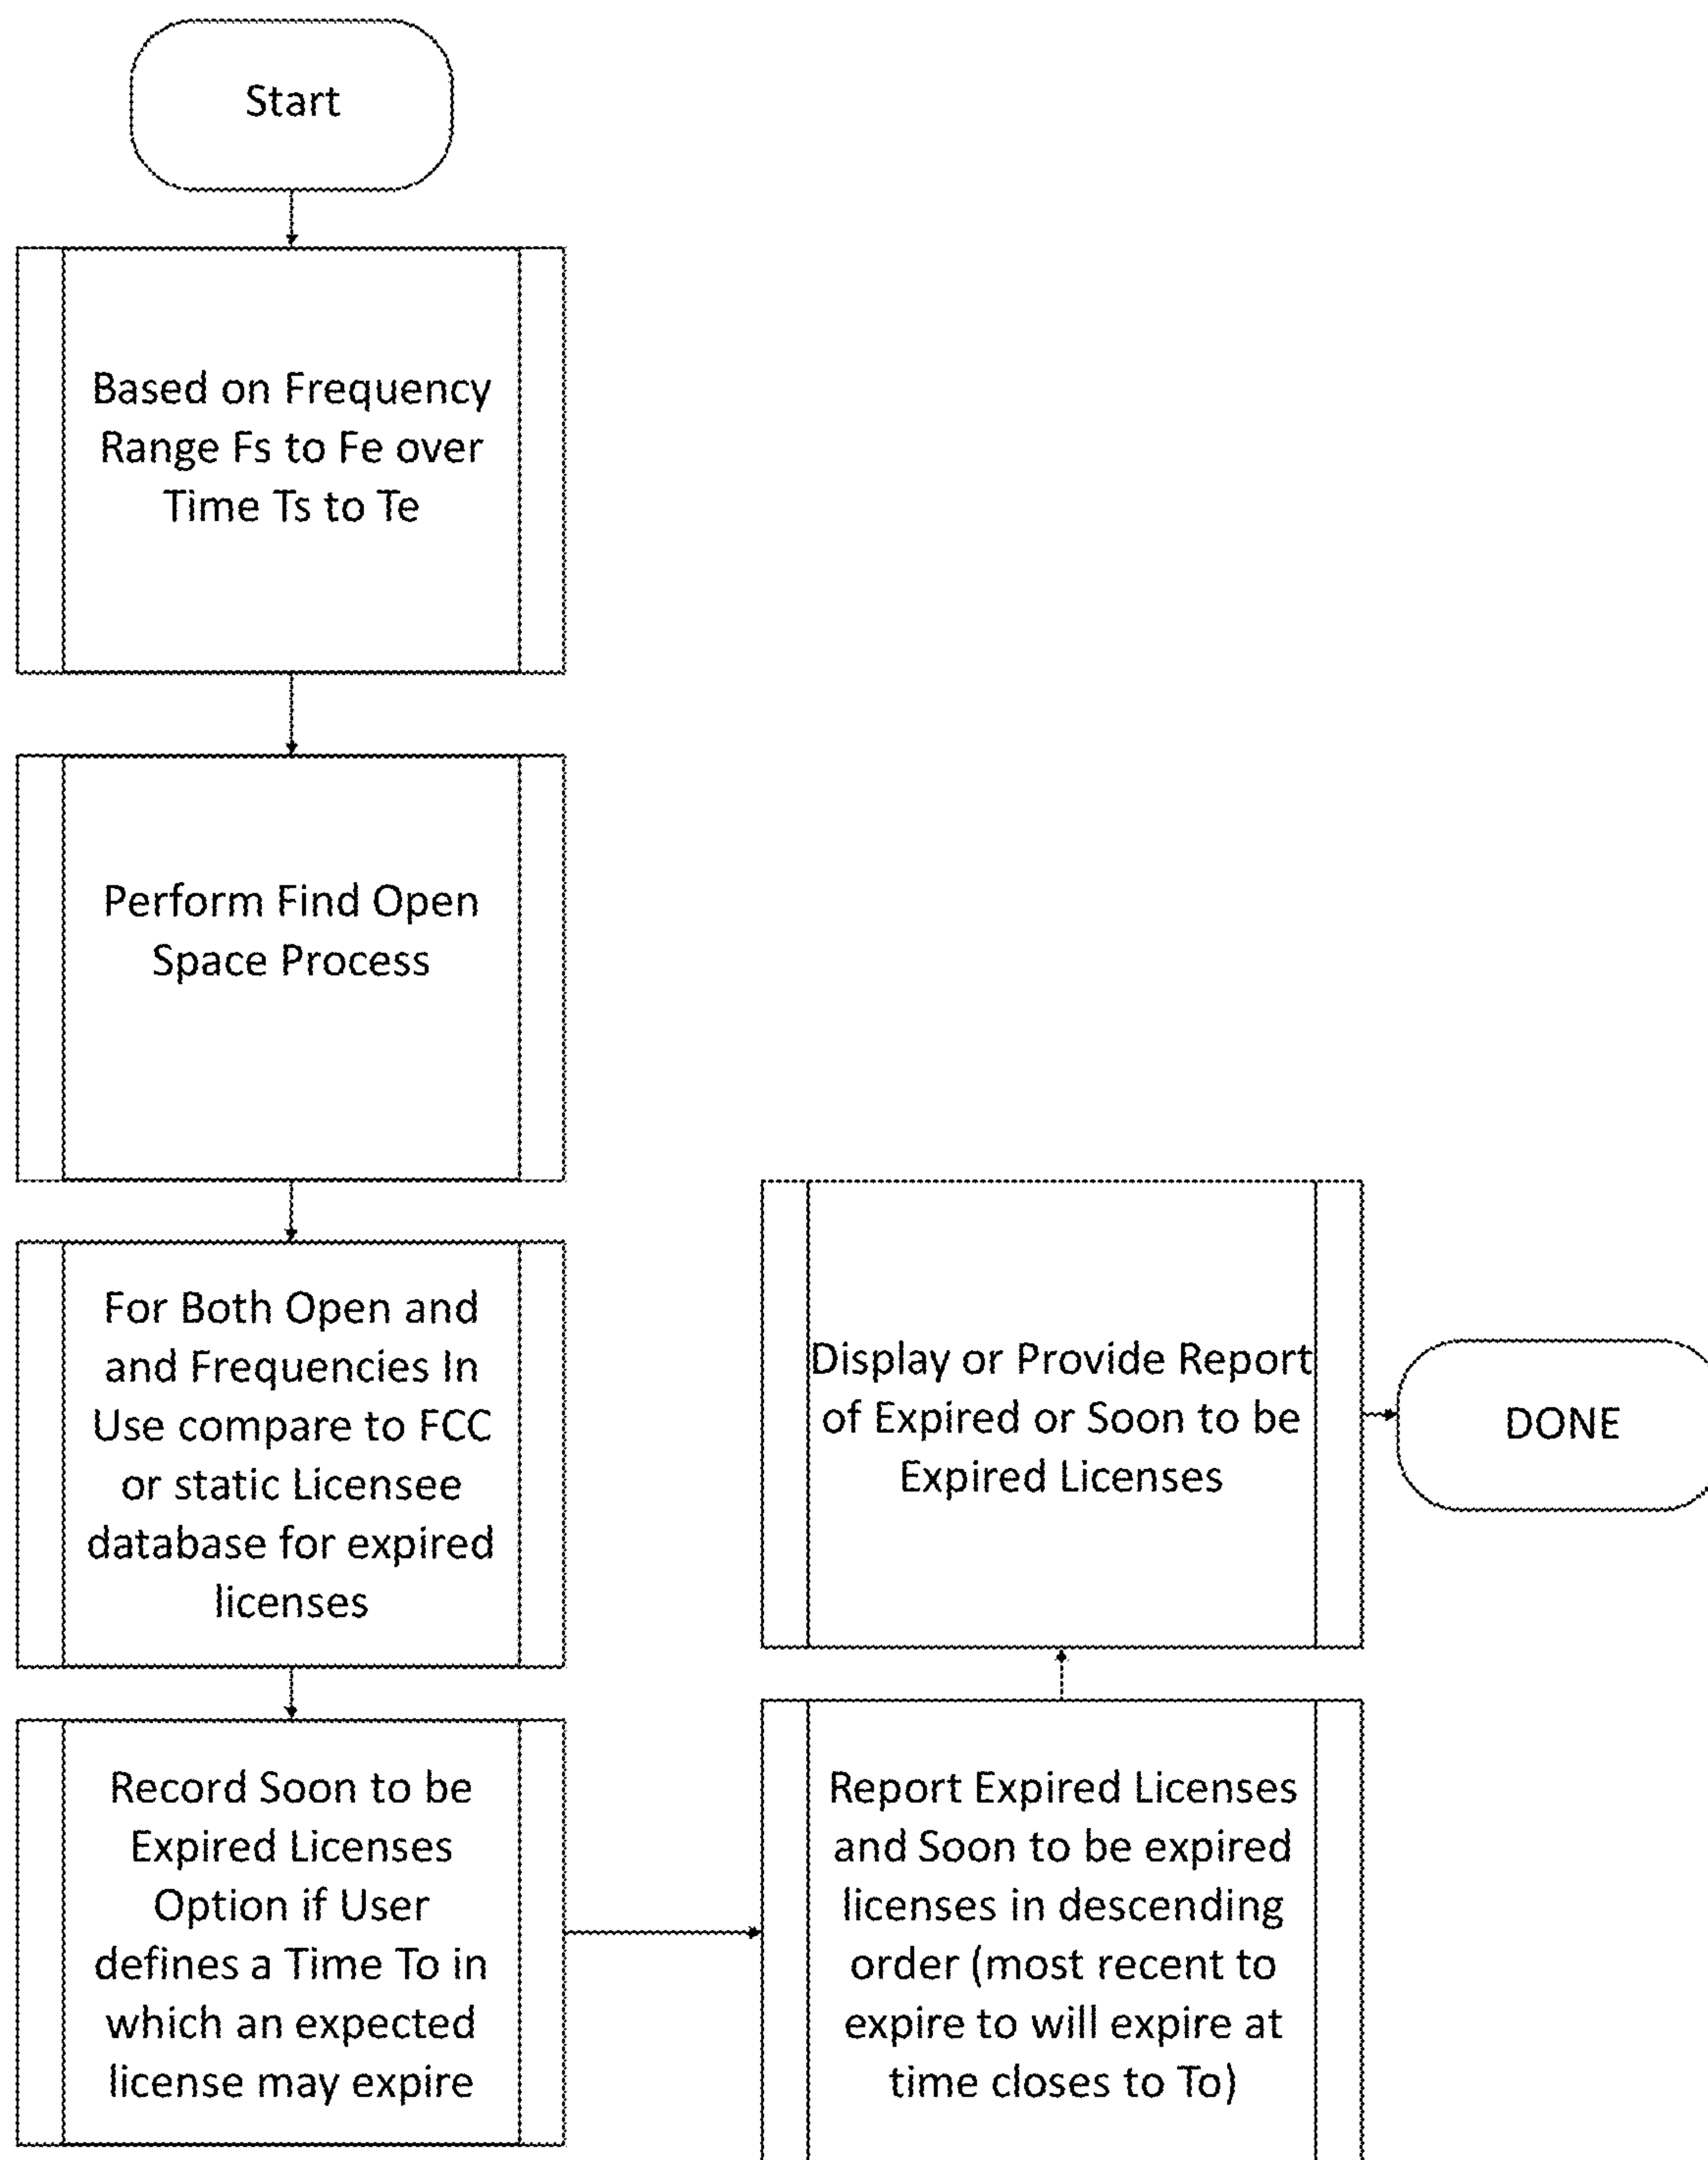 Start
Based on Frequency
Range Fs to Fe over
Time Ts to Te
Perform Find Open
Space Process
For Both Open and
and Frequencies In
Use compare to FCC
or static Licensee
database for expired
licenses
Record Soon to be
Expired Licenses
Option if User
defines a Time To in
which an expected
license may expire
Report Expired Licenses
and Soon to be expired
licenses in descending
order (most recent to
expire to will expire at
time closes to To)
Display or Provide Report
of Expired or Soon to be
Expired Licenses
DONE